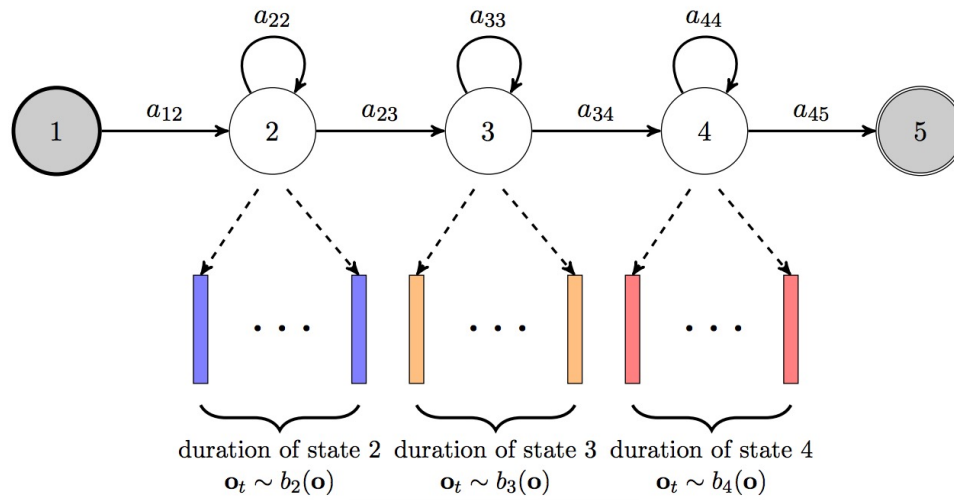 a₂₂ a₃₃ a₄₄
1 a₁₂ 2 a₂₃ 3 a₃₄ 4 a₄₅ 5
· · · · · · · · ·
duration of state 2 duration of state 3 duration of state 4
𝐨ₜ ∼ b₂(𝐨) 𝐨ₜ ∼ b₃(𝐨) 𝐨ₜ ∼ b₄(𝐨)